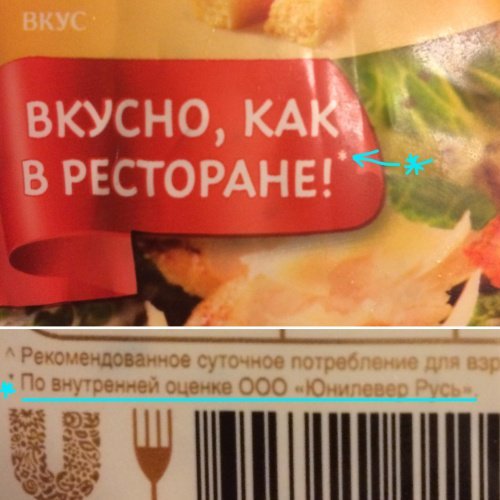 ВКУС
ВКУСНО, КАК
В РЕСТОРАНЕ!*
*
^ Рекомендованное суточное потребление для взр
* По внутренней оценке ООО «Юнилевер Русь»